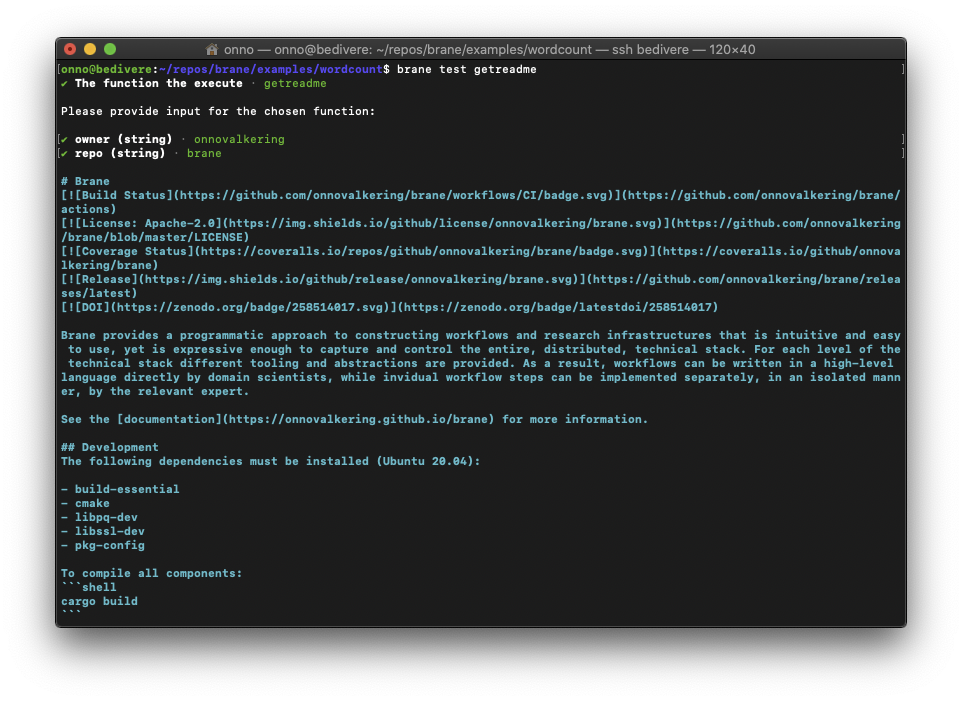 onno — onno@bedivere: ~/repos/brane/examples/wordcount — ssh bedivere — 120×40
[onno@bedivere:~/repos/brane/examples/wordcount$ brane test getreadme ]
✔ The function the execute · getreadme
Please provide input for the chosen function:
[✔ owner (string) · onnovalkering ]
[✔ repo (string) · brane ]
# Brane
[![Build Status](https://github.com/onnovalkering/brane/workflows/CI/badge.svg)](https://github.com/onnovalkering/brane/
actions)
[![License: Apache-2.0](https://img.shields.io/github/license/onnovalkering/brane.svg)](https://github.com/onnovalkering
/brane/blob/master/LICENSE)
[![Coverage Status](https://coveralls.io/repos/github/onnovalkering/brane/badge.svg)](https://coveralls.io/github/onnova
lkering/brane)
[![Release](https://img.shields.io/github/release/onnovalkering/brane.svg)](https://github.com/onnovalkering/brane/relea
ses/latest)
[![DOI](https://zenodo.org/badge/258514017.svg)](https://zenodo.org/badge/latestdoi/258514017)
Brane provides a programmatic approach to constructing workflows and research infrastructures that is intuitive and easy
to use, yet is expressive enough to capture and control the entire, distributed, technical stack. For each level of the
technical stack different tooling and abstractions are provided. As a result, workflows can be written in a high-level
language directly by domain scientists, while invidual workflow steps can be implemented separately, in an isolated mann
er, by the relevant expert.
See the [documentation](https://onnovalkering.github.io/brane) for more information.
## Development
The following dependencies must be installed (Ubuntu 20.04):
- build-essential
- cmake
- libpq-dev
- libssl-dev
- pkg-config
To compile all components:
```shell
cargo build
```